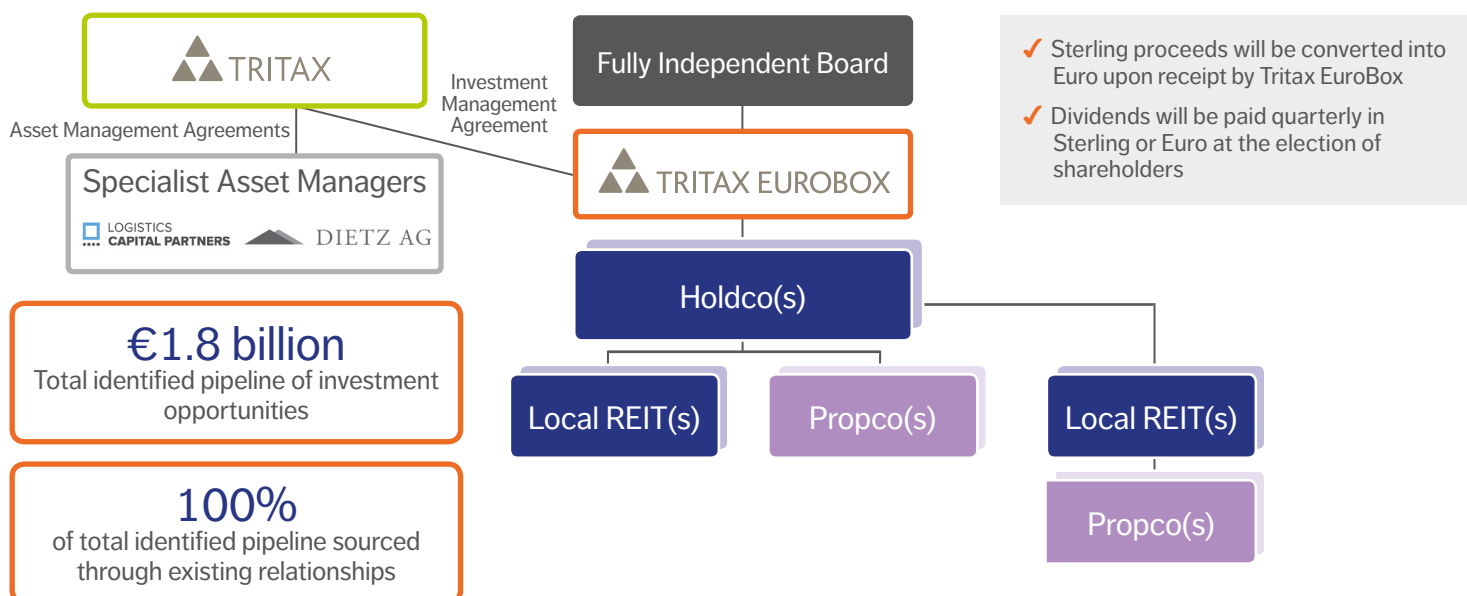 TRITAX
Asset Management Agreements
Investment
Management
Agreement
Fully Independent Board
TRITAX EUROBOX
Specialist Asset Managers
LOGISTICS
CAPITAL PARTNERS
DIETZ AG
✓ Sterling proceeds will be converted into
Euro upon receipt by Tritax EuroBox
✓ Dividends will be paid quarterly in
Sterling or Euro at the election of
shareholders
Holdco(s)
Local REIT(s)
Propco(s)
Local REIT(s)
Propco(s)
€1.8 billion
Total identified pipeline of investment
opportunities
100%
of total identified pipeline sourced
through existing relationships